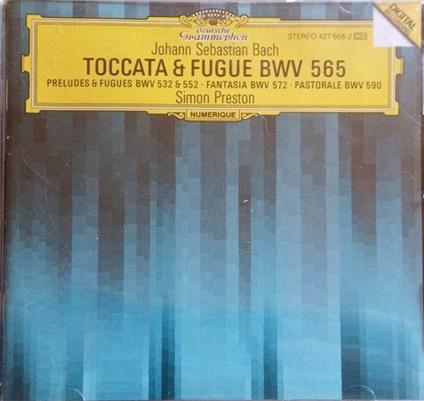 Deutsche
Grammophon
STEREO 427 668-2
Johann Sebastian Bach
TOCCATA & FUGUE BWV 565
PRELUDES & FUGUES BWV 532 & 552 · FANTASIA BWV 572 · PASTORALE BWV 590
Simon Preston
NUMERIQUE
DIGITAL